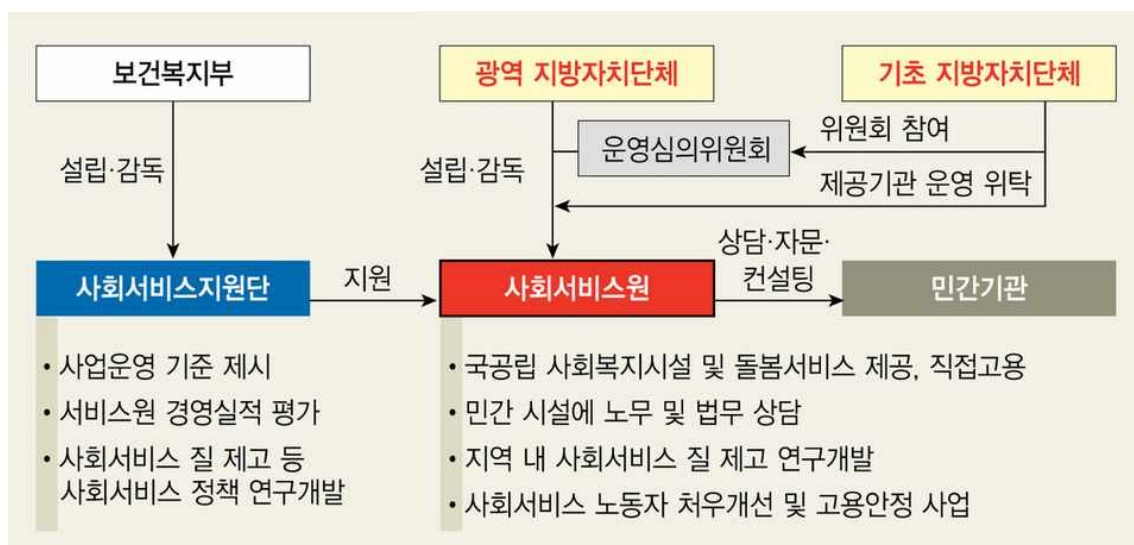 보건복지부
광역 지방자치단체
기초 지방자치단체
운영심의위원회
위원회 참여
설립·감독
설립·감독
제공기관 운영 위탁
사회서비스지원단
지원
사회서비스원
상담·자문·
컨설팅
민간기관
• 사업운영 기준 제시
• 서비스원 경영실적 평가
• 사회서비스 질 제고 등
사회서비스 정책 연구개발
• 국공립 사회복지시설 및 돌봄서비스 제공, 직접고용
• 민간 시설에 노무 및 법무 상담
• 지역 내 사회서비스 질 제고 연구개발
• 사회서비스 노동자 처우개선 및 고용안정 사업